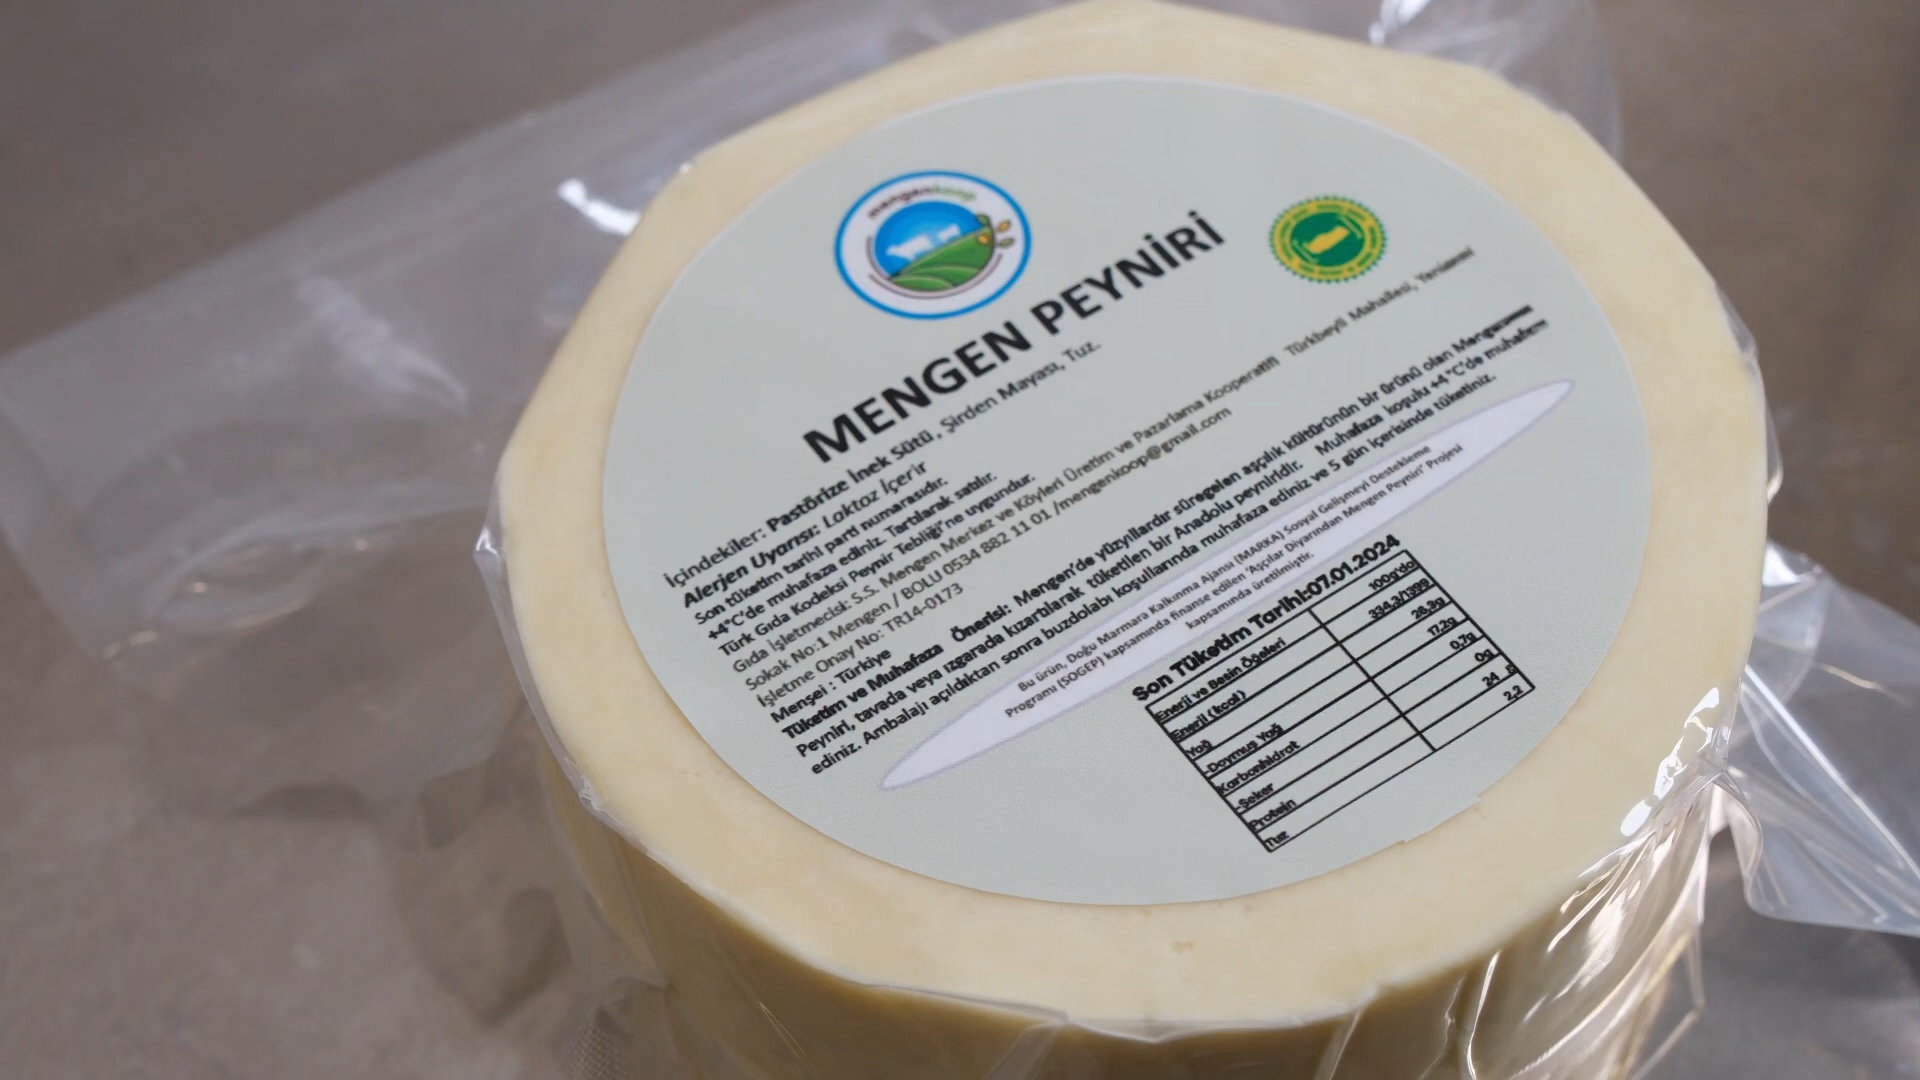 mengenkoop
MENGEN PEYNİRİ
İçindekiler: Pastörize İnek Sütü, Şirden Mayası, Tuz.
Alerjen Uyarısı: Laktoz İçerir
Son tüketim tarihi parti numarasıdır.
+4°C'de muhafaza ediniz. Tartılarak satılır.
Türk Gıda Kodeksi Peynir Tebliği'ne uygundur.
Gıda İşletmecisi: S.S. Mengen Merkez ve Köyleri Üretim ve Pazarlama Kooperatifi Türkbeyli Mahallesi,
Sokak No:1 Mengen / BOLU 0534 882 11 01 /mengenkoop@gmail.com
İşletme Onay No: TR14-0173
Menşei : Türkiye
Tüketim ve Muhafaza Önerisi: Mengen'de yüzyıllardır süregelen aşçılık kültürünün bir ürünü olan
Peyniri, tavada veya ızgarada kızartılarak tüketilen bir Anadolu peyniridir. Muhafaza koşulu +4°C'de muhafaza
ediniz. Ambalajı açıldıktan sonra buzdolabı koşullarında muhafaza ediniz ve 5 gün içerisinde tüketiniz.
Bu ürün, Doğu Marmara Kalkınma Ajansı (MARKA) Sosyal Gelişmeyi Destekleme
Programı (SOGEP) kapsamında finanse edilen 'Aşçılar Diyarından Mengen Peyniri' Projesi
kapsamında üretilmiştir.
Son Tüketim Tarihi:07.01.2024
Enerji ve Besin Öğeleri 100g'da
Enerji (kcal)
Yağ 26,3g
-Doymuş Yağ 17,2g
Karbonhidrat 0,7g
-Şeker 0g
Protein 24
Tuz 2,2